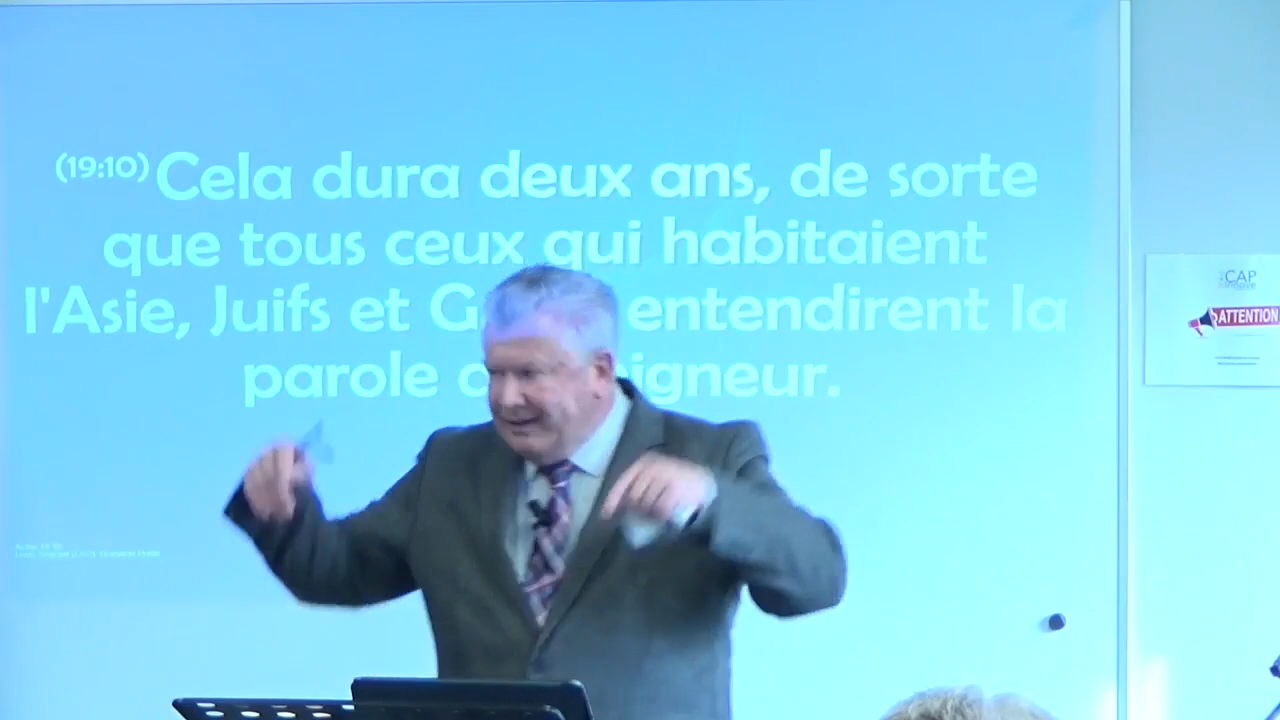 (19:10) Cela dura deux ans, de sorte
que tous ceux qui habitaient
l'Asie, Juifs et G entendirent la
parole igneur.
CAP
ATTENTION